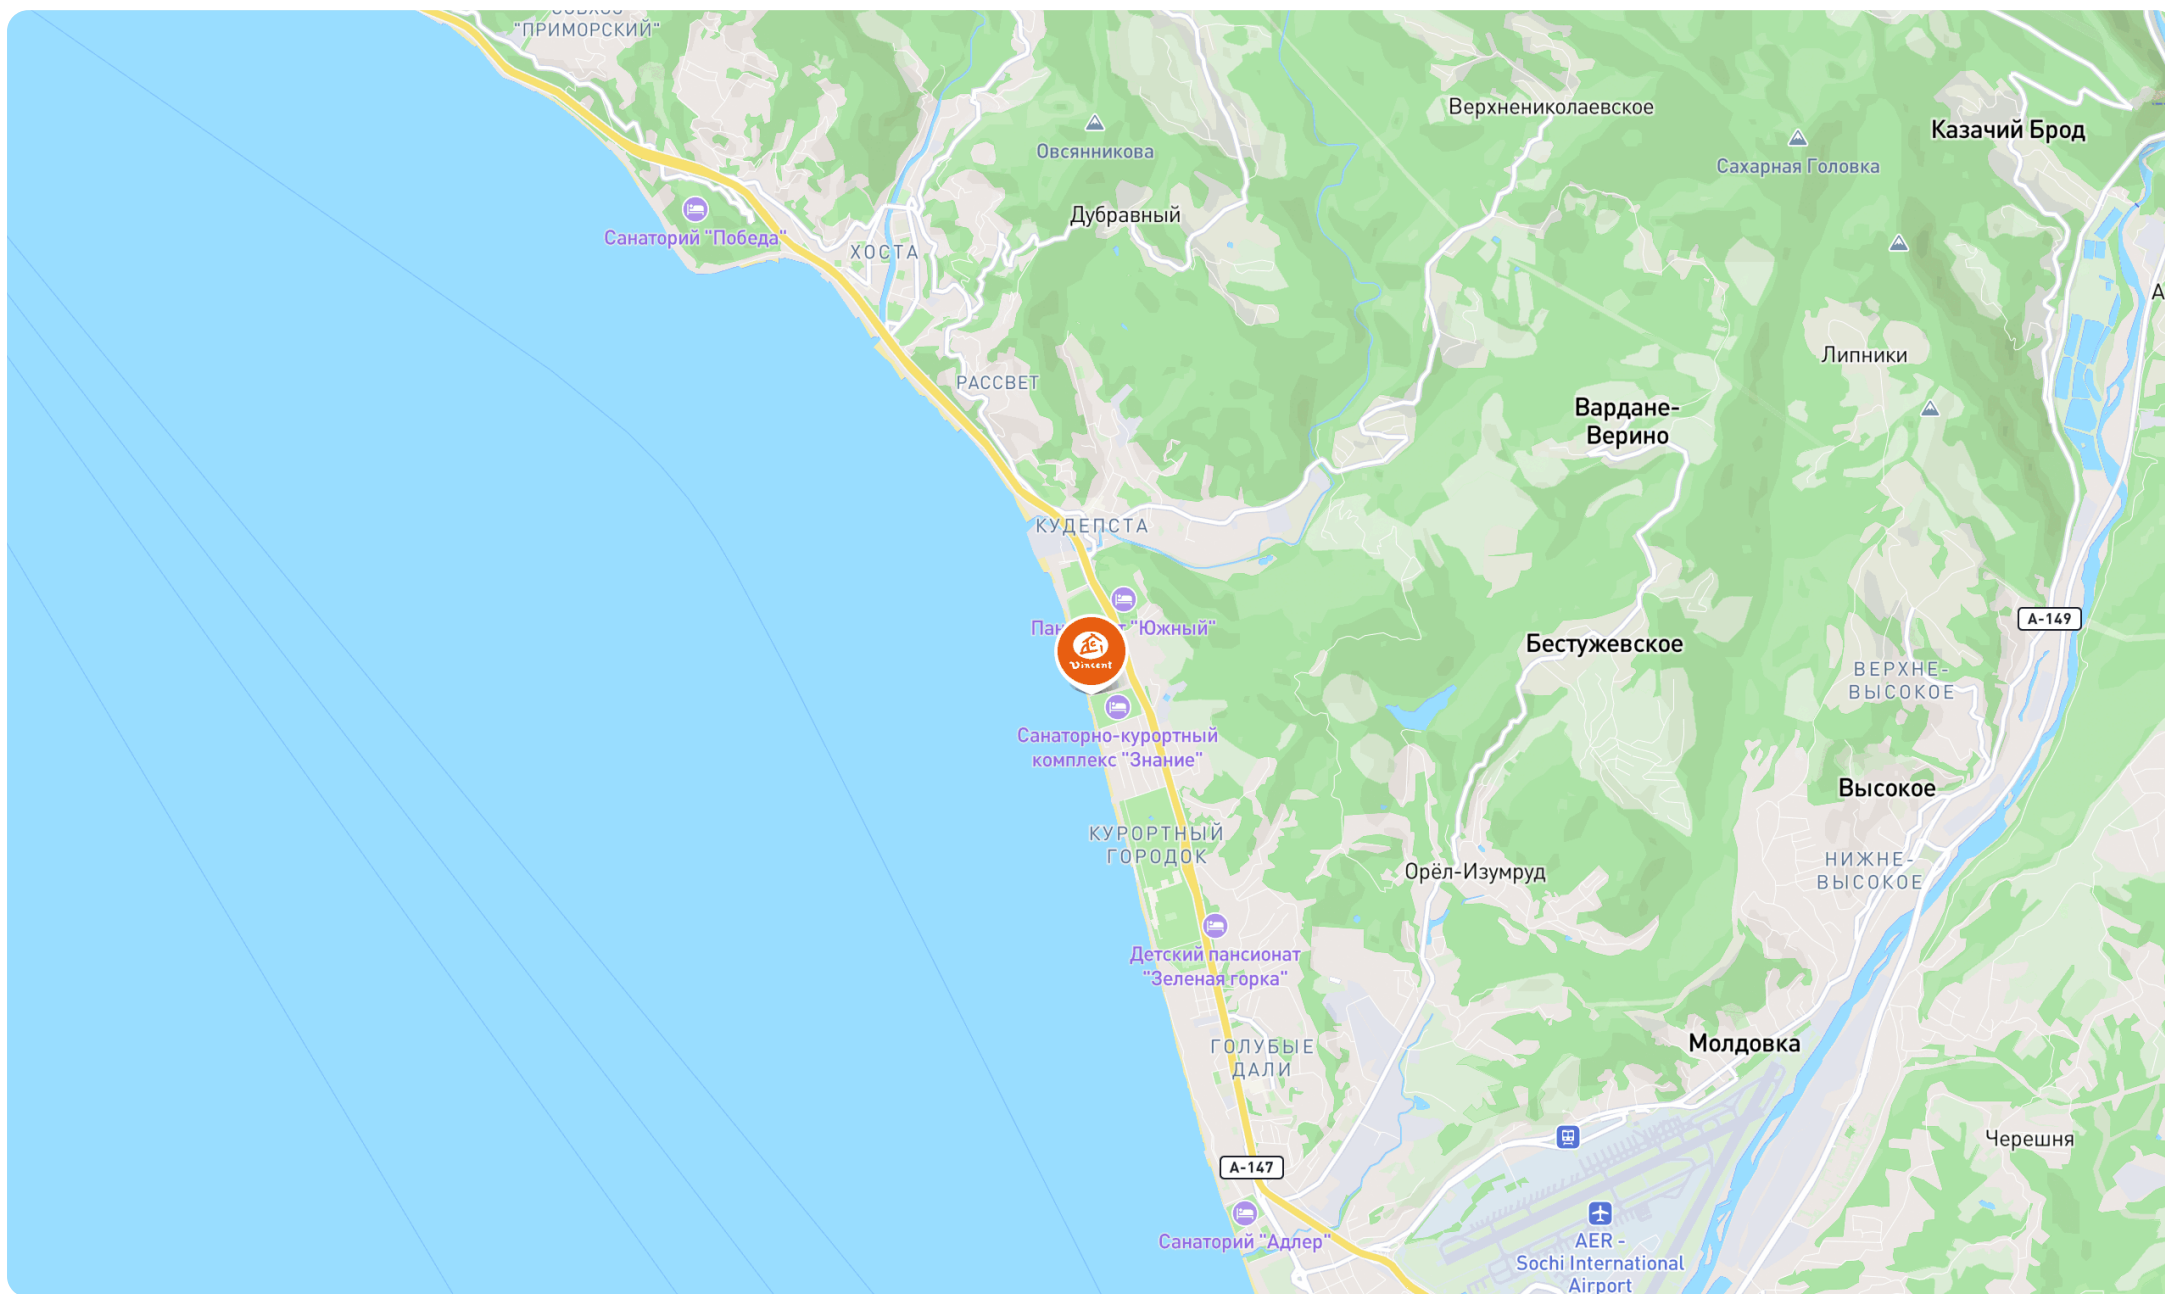 "ПРИМОРСКИЙ"
Верхнениколаевское
Казачий Брод
Овсянникова
Сахарная Головка
Дубравный
Санаторий "Победа"
ХОСТА
А
Липники
РАССВЕТ
Вардане-
Верино
КУДЕПСТА
А-149
"Южный"
Vincent
Бестужевское
ВЕРХНЕ-
ВЫСОКОЕ
Санаторно-курортный
комплекс "Знание"
Высокое
КУРОРТНЫЙ
ГОРОДОК
НИЖНЕ-
ВЫСОКОЕ
Орёл-Изумруд
Детский пансионат
"Зеленая горка"
ГОЛУБЫЕ
ДАЛИ
Молдовка
Черешня
А-147
Санаторий "Адлер"
AER -
Sochi International
Airport